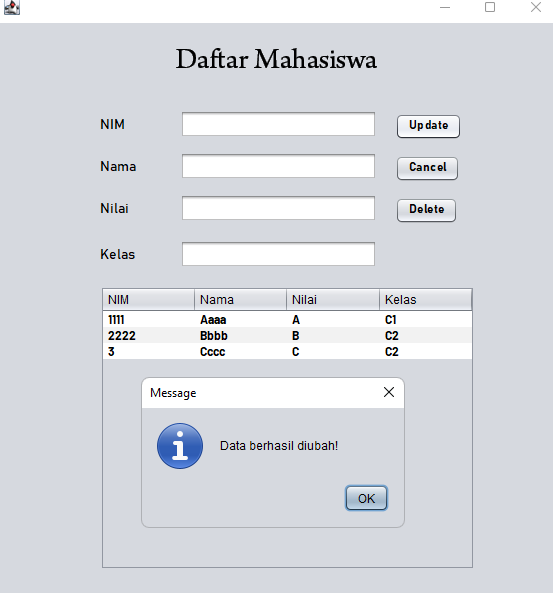 Daftar Mahasiswa
NIM
Update
Nama
Cancel
Nilai
Delete
Kelas
NIM Nama Nilai Kelas
1111 Aaaa A C1
2222 Bbbb B C2
3 Cccc C C2
Message
Data berhasil diubah!
OK